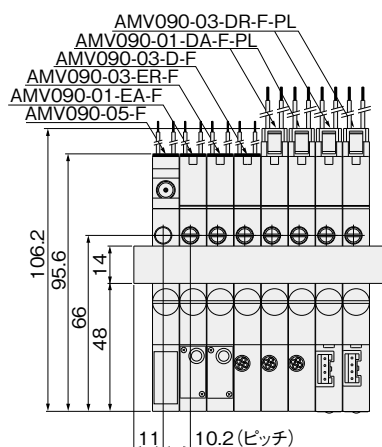 AMV090-03-DR-F-PL
AMV090-01-DA-F-PL
AMV090-03-D-F
AMV090-03-ER-F
AMV090-01-EA-F
AMV090-05-F
106.2
95.6
66
14
48
11
10.2(ピッチ)